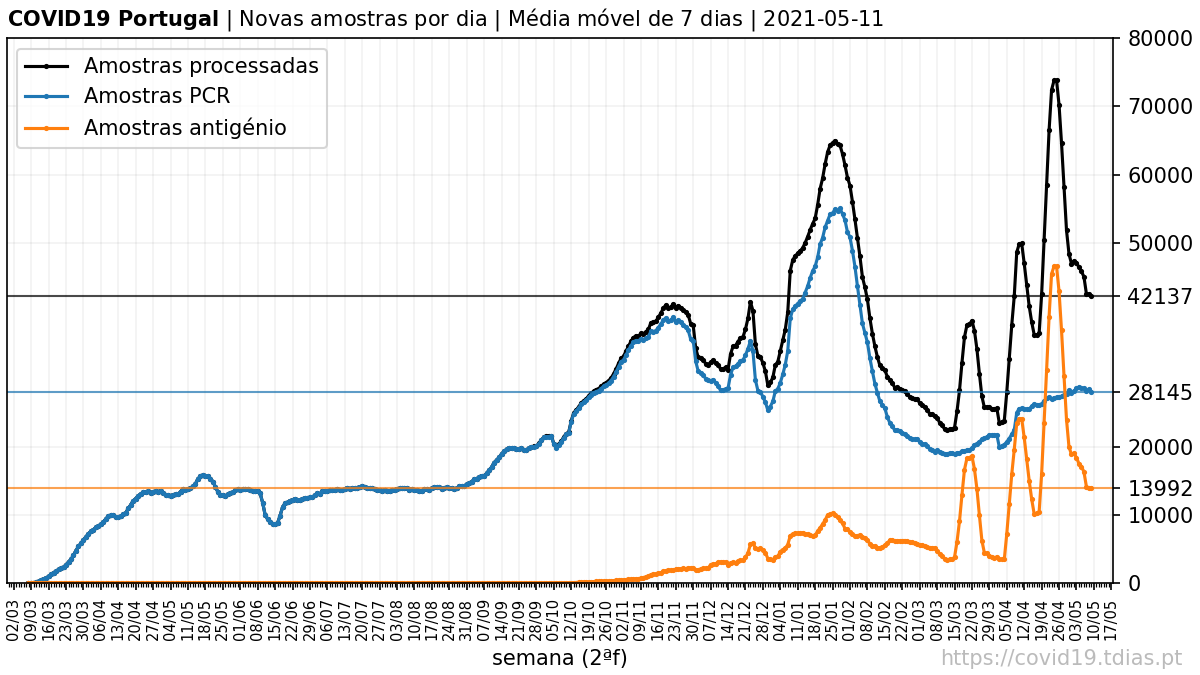 COVID19 Portugal | Novas amostras por dia | Média móvel de 7 dias | 2021-05-11
Amostras processadas
Amostras PCR
Amostras antigénio
80000
70000
60000
50000
42137
28145
20000
13992
10000
0
02/03 09/03 16/03 23/03 30/03 06/04 13/04 20/04 27/04 04/05 11/05 18/05 25/05 01/06 08/06 15/06 22/06 29/06 06/07 13/07 20/07 27/07 03/08 10/08 17/08 24/08 31/08 07/09 14/09 21/09 28/09 05/10 12/10 19/10 26/10 02/11 09/11 16/11 23/11 30/11 07/12 14/12 21/12 28/12 04/01 11/01 18/01 25/01 01/02 08/02 15/02 22/02 01/03 08/03 15/03 22/03 29/03 05/04 12/04 19/04 26/04 03/05 10/05 17/05
semana (2ªf)
https://covid19.tdias.pt